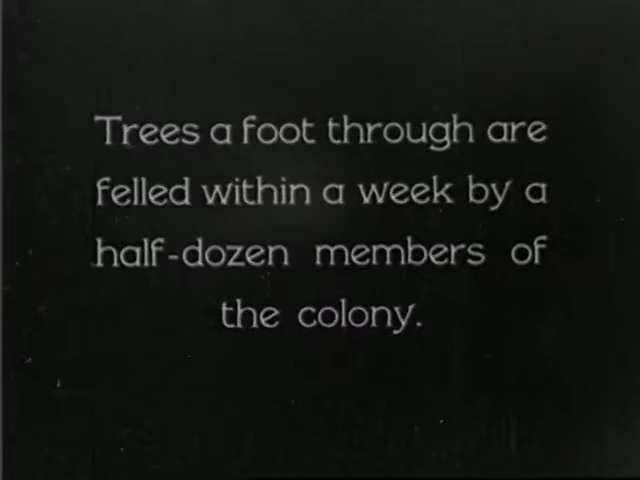 Trees a foot through are
felled within a week by a
half-dozen members of
the colony.